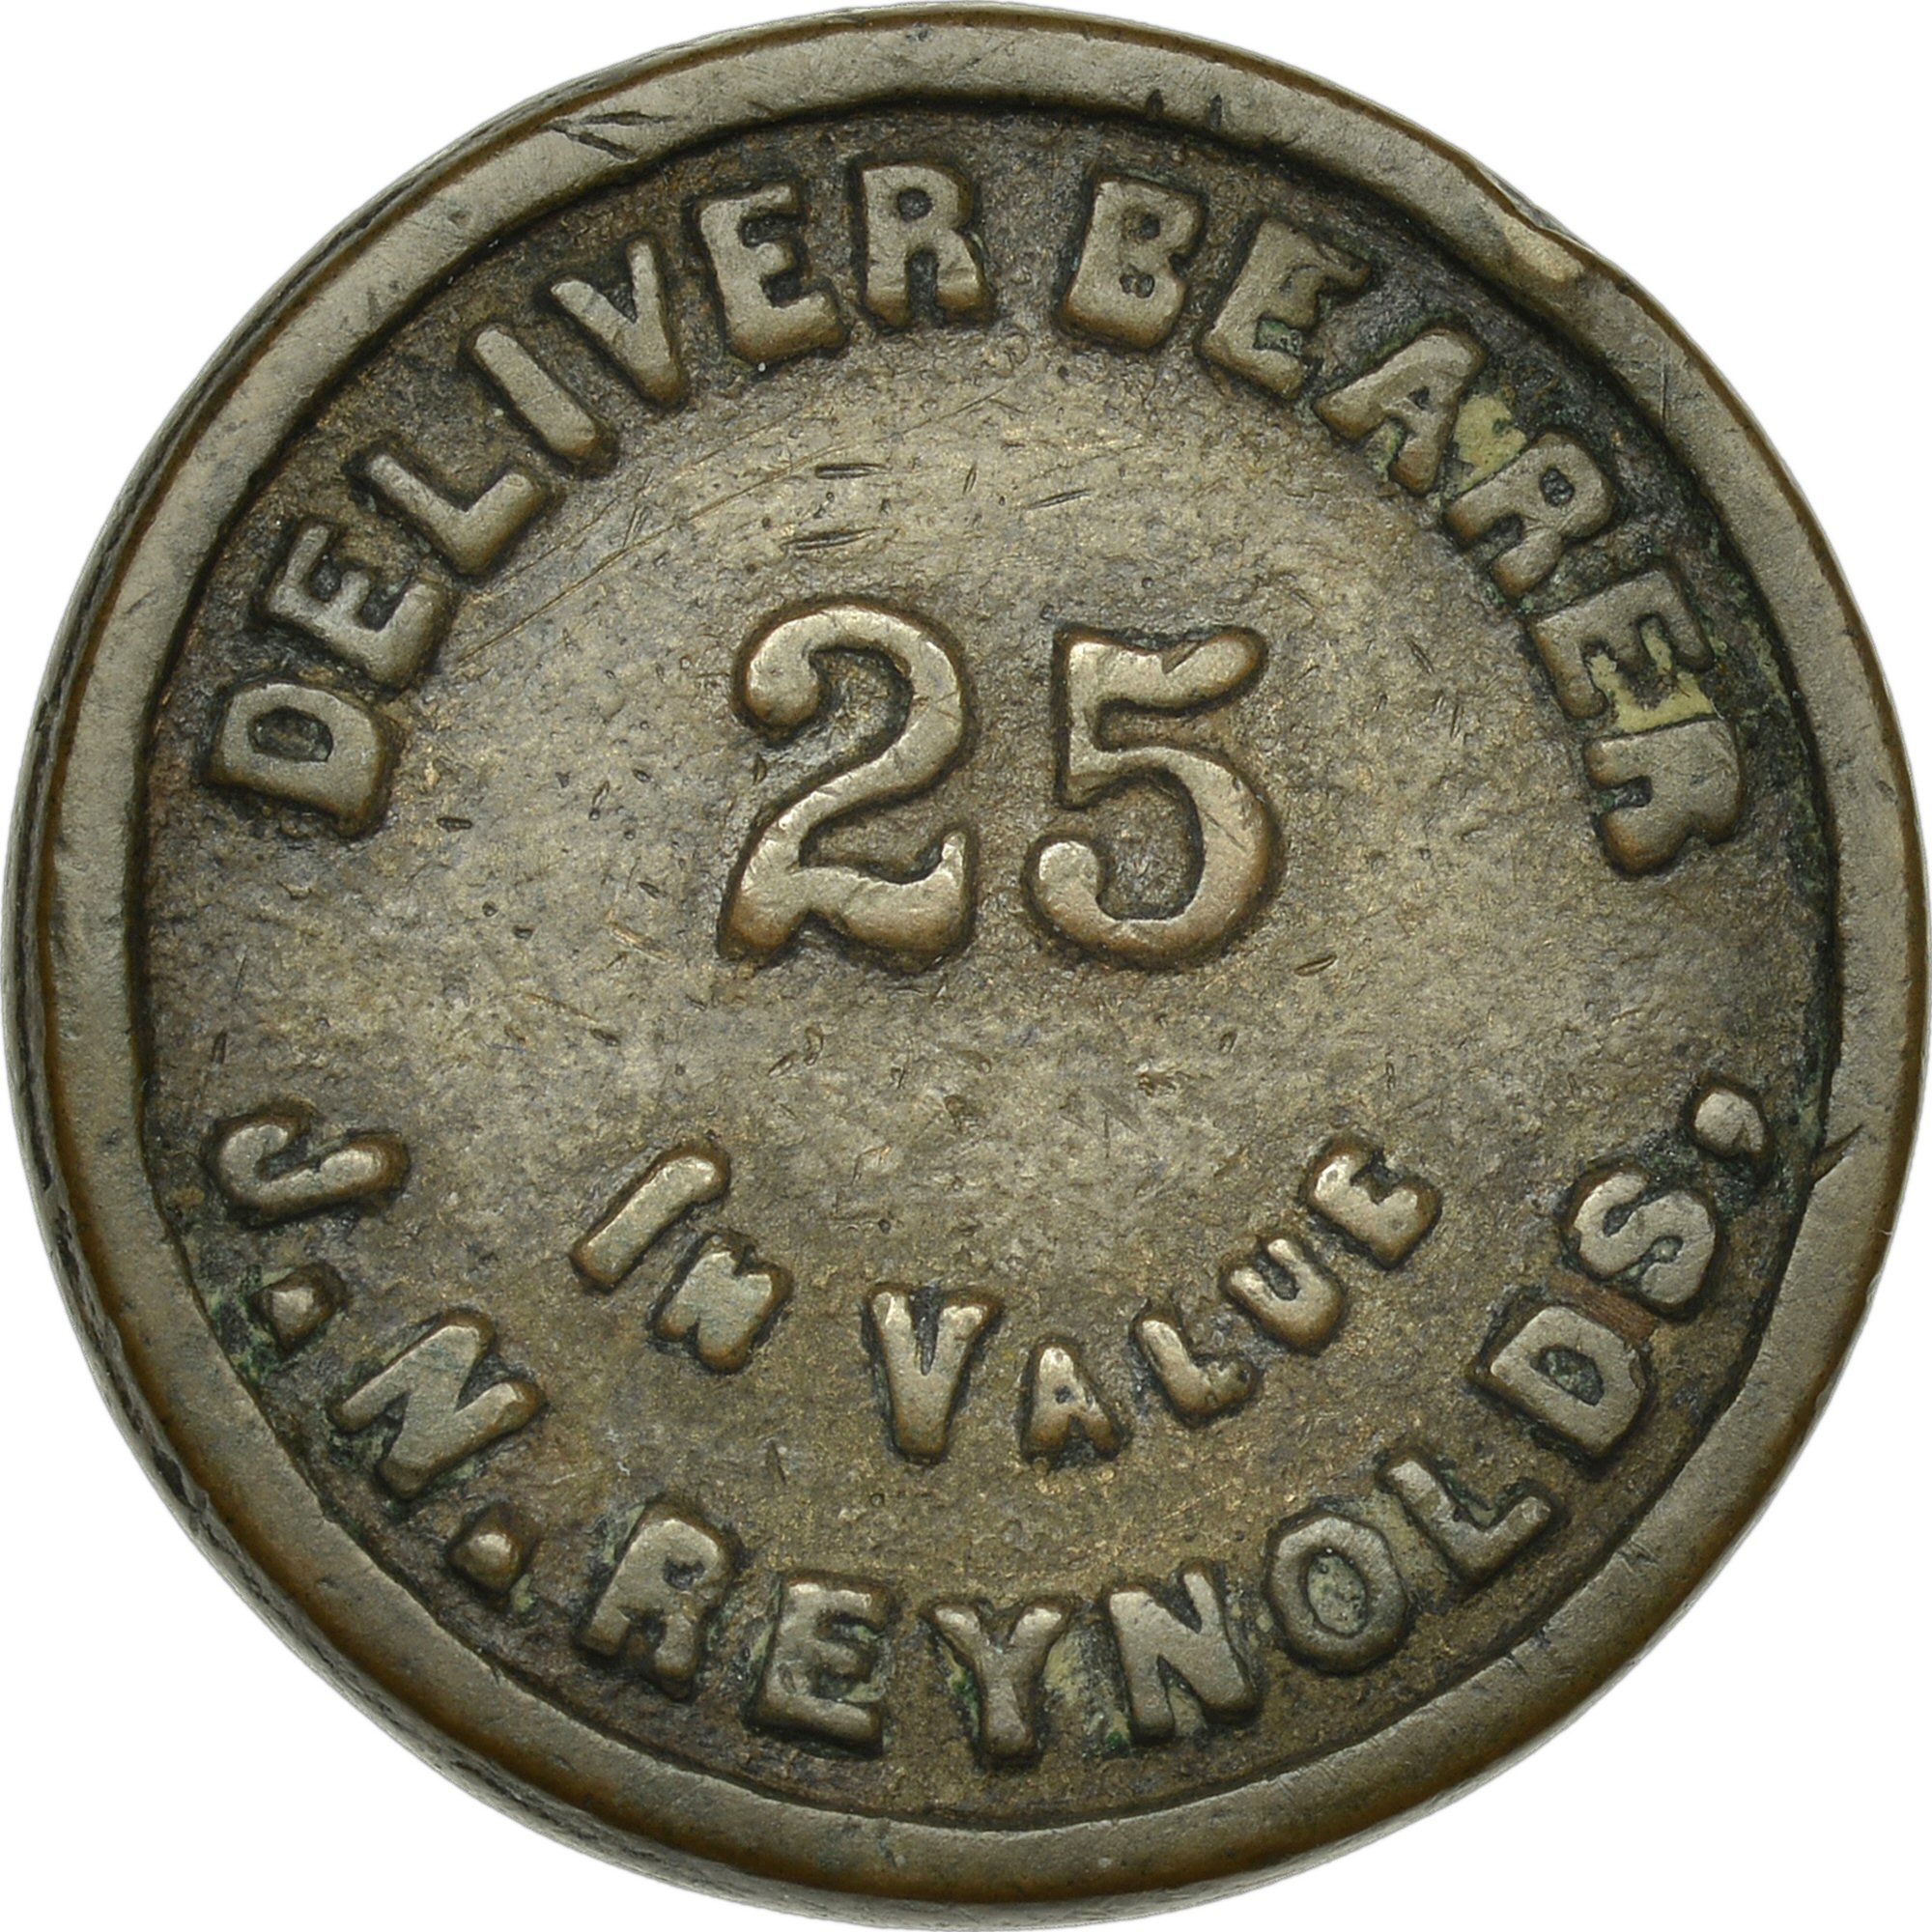 DELIVER BEARER
25
IN VALUE
J. N. REYNOLDS,